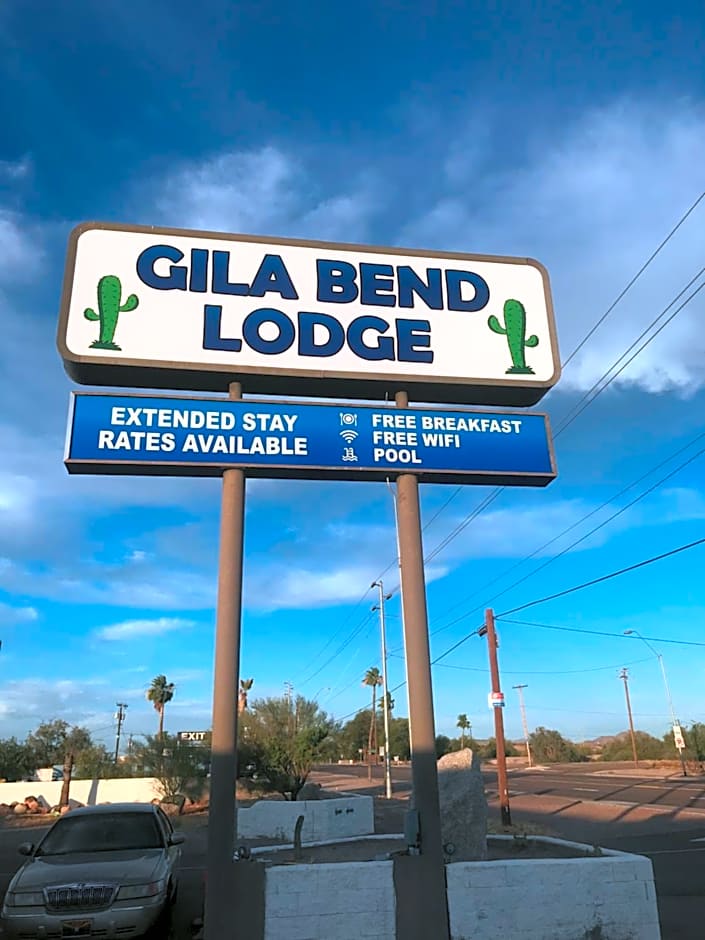 GILA BEND
LODGE
EXTENDED STAY
RATES AVAILABLE
FREE BREAKFAST
FREE WIFI
POOL
EXIT